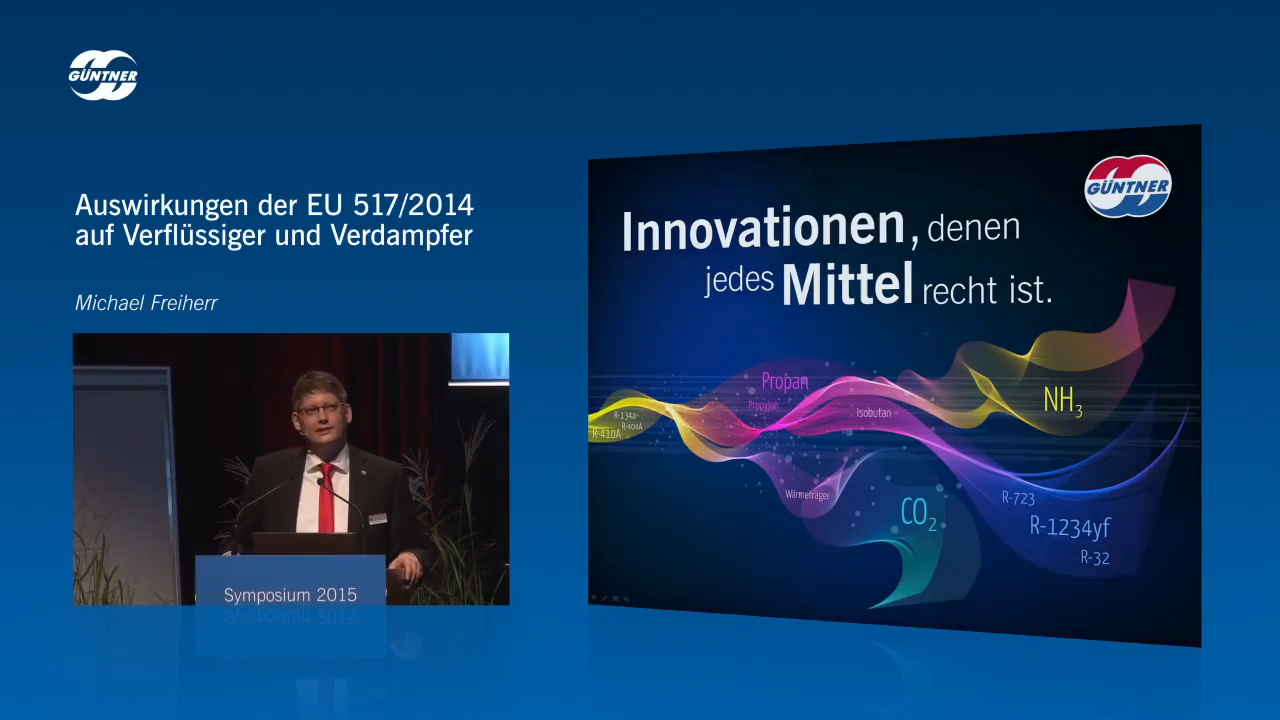 GÜNTNER
Auswirkungen der EU 517/2014
auf Verflüssiger und Verdampfer
Michael Freiherr
Symposium 2015
GÜNTNER
Innovationen, denen
jedes Mittel recht ist.
Propan
Propylen
Isobutan
NH₃
R-134a
R-404A
R-410A
Wärmeträger
CO₂
R-723
R-1234yf
R-32